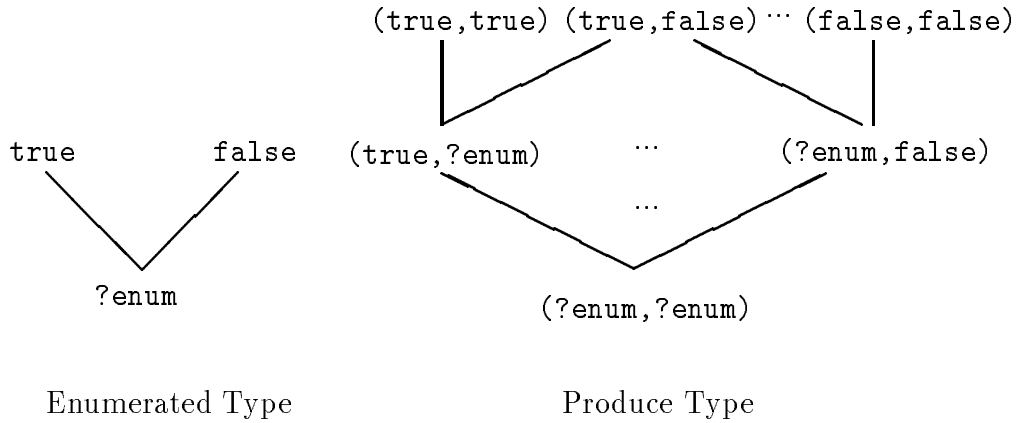 (true,true) (true,false) ... (false,false)
true false (true,?enum) ... (?enum,false)
...
?enum (?enum,?enum)
Enumerated Type Produce Type